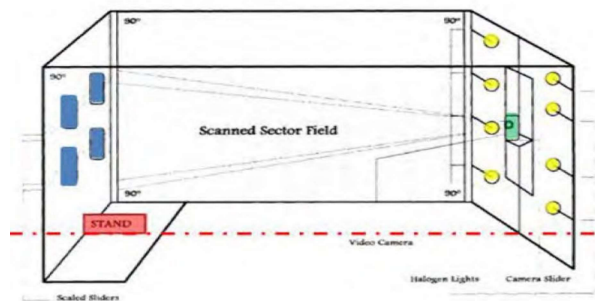 90° 90°
90°
Scanned Sector Field
90° 90°
STAND
Video Camera
Halogen Lights Camera Slider
Scaled Sliders